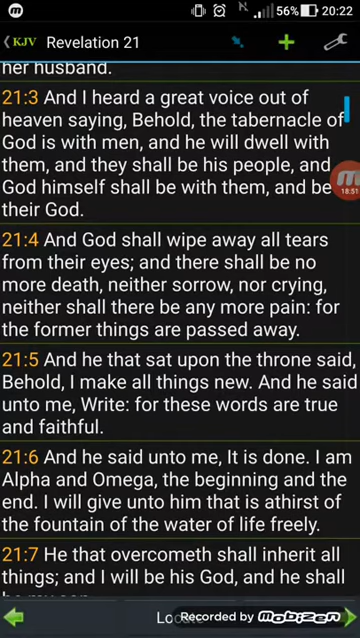 56% 20:22
KJV Revelation 21
her husband.
21:3 And I heard a great voice out of
heaven saying, Behold, the tabernacle of
God is with men, and he will dwell with
them, and they shall be his people, and
God himself shall be with them, and be
their God.
18:51
21:4 And God shall wipe away all tears
from their eyes; and there shall be no
more death, neither sorrow, nor crying,
neither shall there be any more pain: for
the former things are passed away.
21:5 And he that sat upon the throne said,
Behold, I make all things new. And he said
unto me, Write: for these words are true
and faithful.
21:6 And he said unto me, It is done. I am
Alpha and Omega, the beginning and the
end. I will give unto him that is athirst of
the fountain of the water of life freely.
21:7 He that overcometh shall inherit all
things; and I will be his God, and he shall
be my son.
Recorded by MOBIZEN